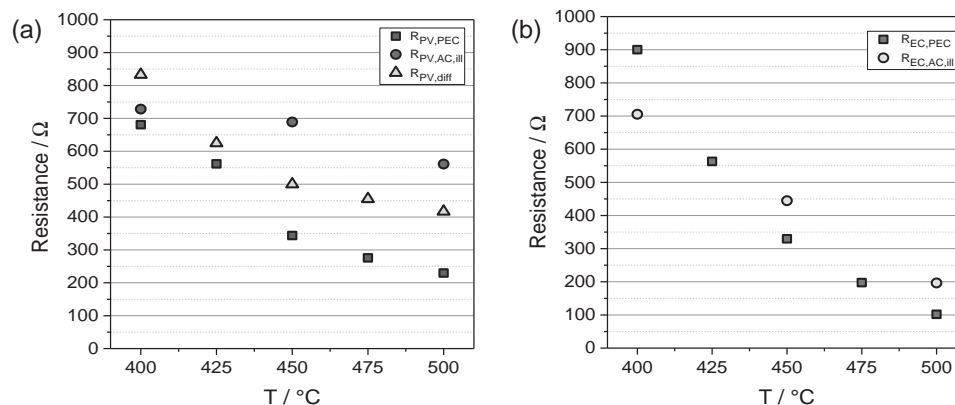 (a)
1000
900
800
700
600
500
400
300
200
100
0
Resistance / Ω
R_PV,PEC
R_PV,AC,ill
R_PV,diff
400 425 450 475 500
T / °C
(b)
1000
900
800
700
600
500
400
300
200
100
0
Resistance / Ω
R_EC,PEC
R_EC,AC,ill
400 425 450 475 500
T / °C